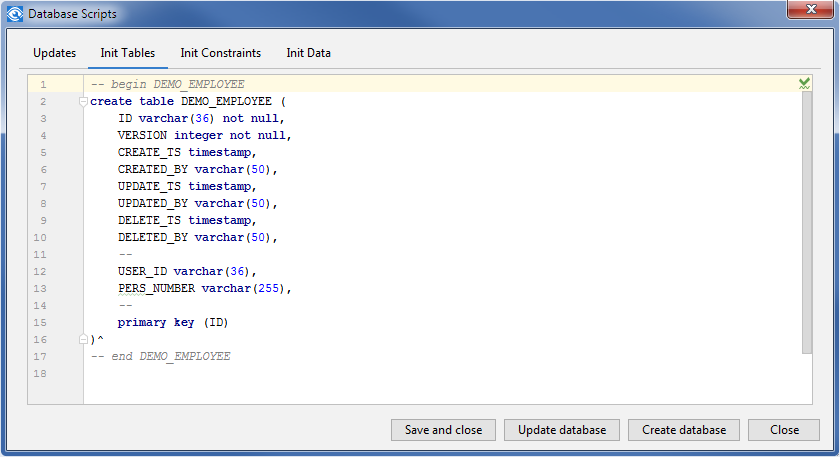 Database Scripts
Updates Init Tables Init Constraints Init Data
1 -- begin DEMO_EMPLOYEE
2 create table DEMO_EMPLOYEE (
3 ID varchar(36) not null,
4 VERSION integer not null,
5 CREATE_TS timestamp,
6 CREATED_BY varchar(50),
7 UPDATE_TS timestamp,
8 UPDATED_BY varchar(50),
9 DELETE_TS timestamp,
10 DELETED_BY varchar(50),
11 --
12 USER_ID varchar(36),
13 PERS_NUMBER varchar(255),
14 --
15 primary key (ID)
16 )^
17 -- end DEMO_EMPLOYEE
18
Save and close Update database Create database Close